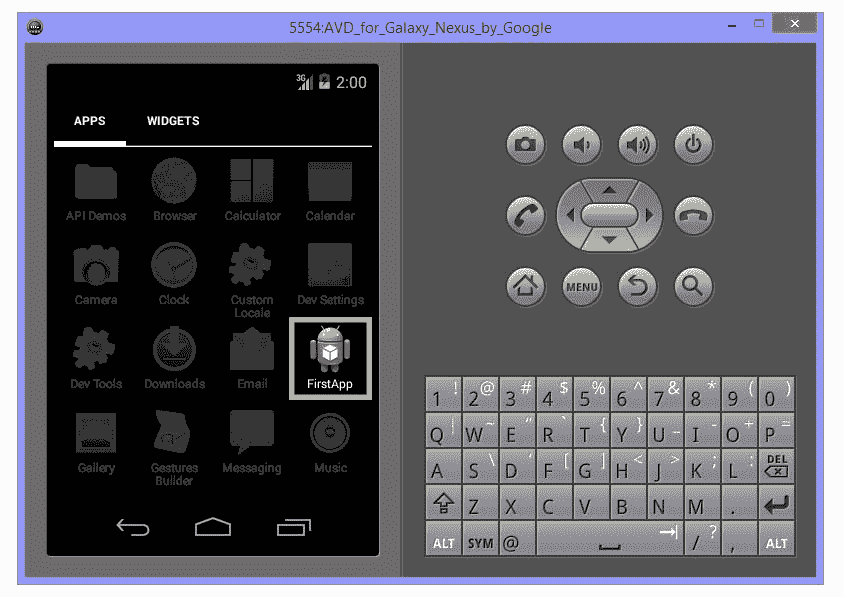 5554:AVD_for_Galaxy_Nexus_by_Google
3G 2:00
APPS WIDGETS
API Demos Browser Calculator Calendar
Camera Clock Custom Locale Dev Settings
Dev Tools Downloads Email FirstApp
Gallery Gestures Builder Messaging Music
MENU
1 ! 2 @ 3 # 4 $ 5 % 6 ^ 7 & 8 * 9 ( 0 )
Q | W ~ E " R ` T { Y } U _ I - O + P =
A S \ D ' F [ G ] H < J > K ; L : DEL
Z X C V B N M .
ALT SYM @ / ? , ALT